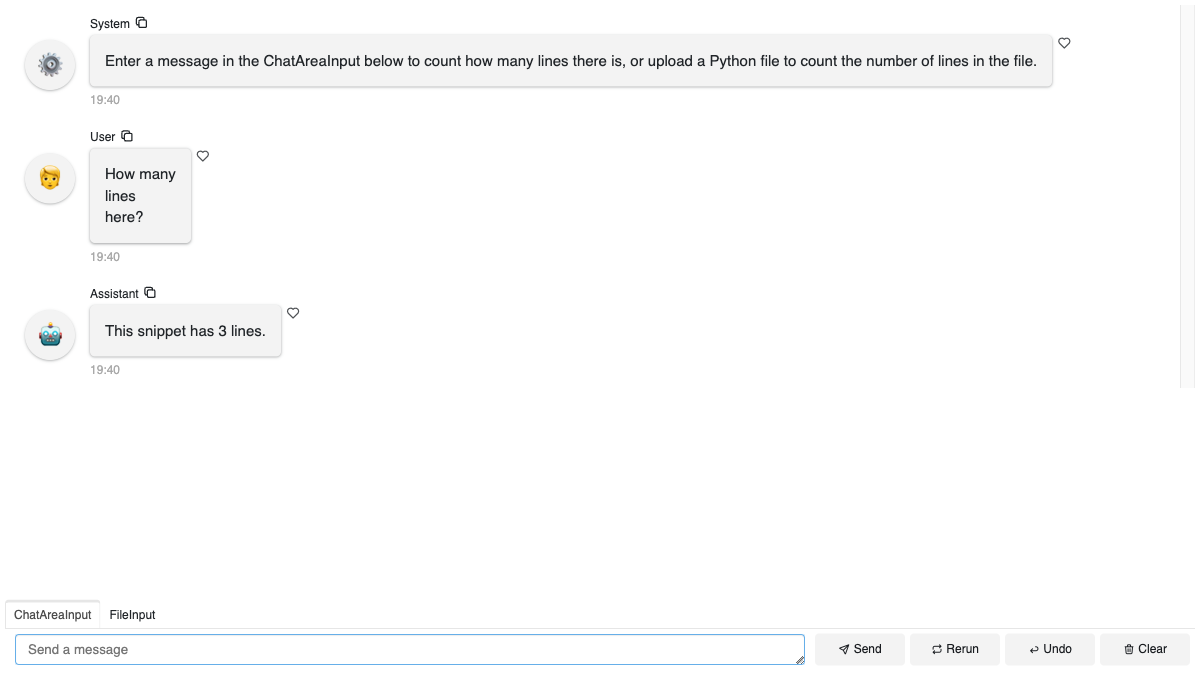 System
Enter a message in the ChatAreaInput below to count how many lines there is, or upload a Python file to count the number of lines in the file.
19:40
User
How many
lines
here?
19:40
Assistant
This snippet has 3 lines.
19:40
ChatAreaInput FileInput
Send a message Send Rerun Undo Clear